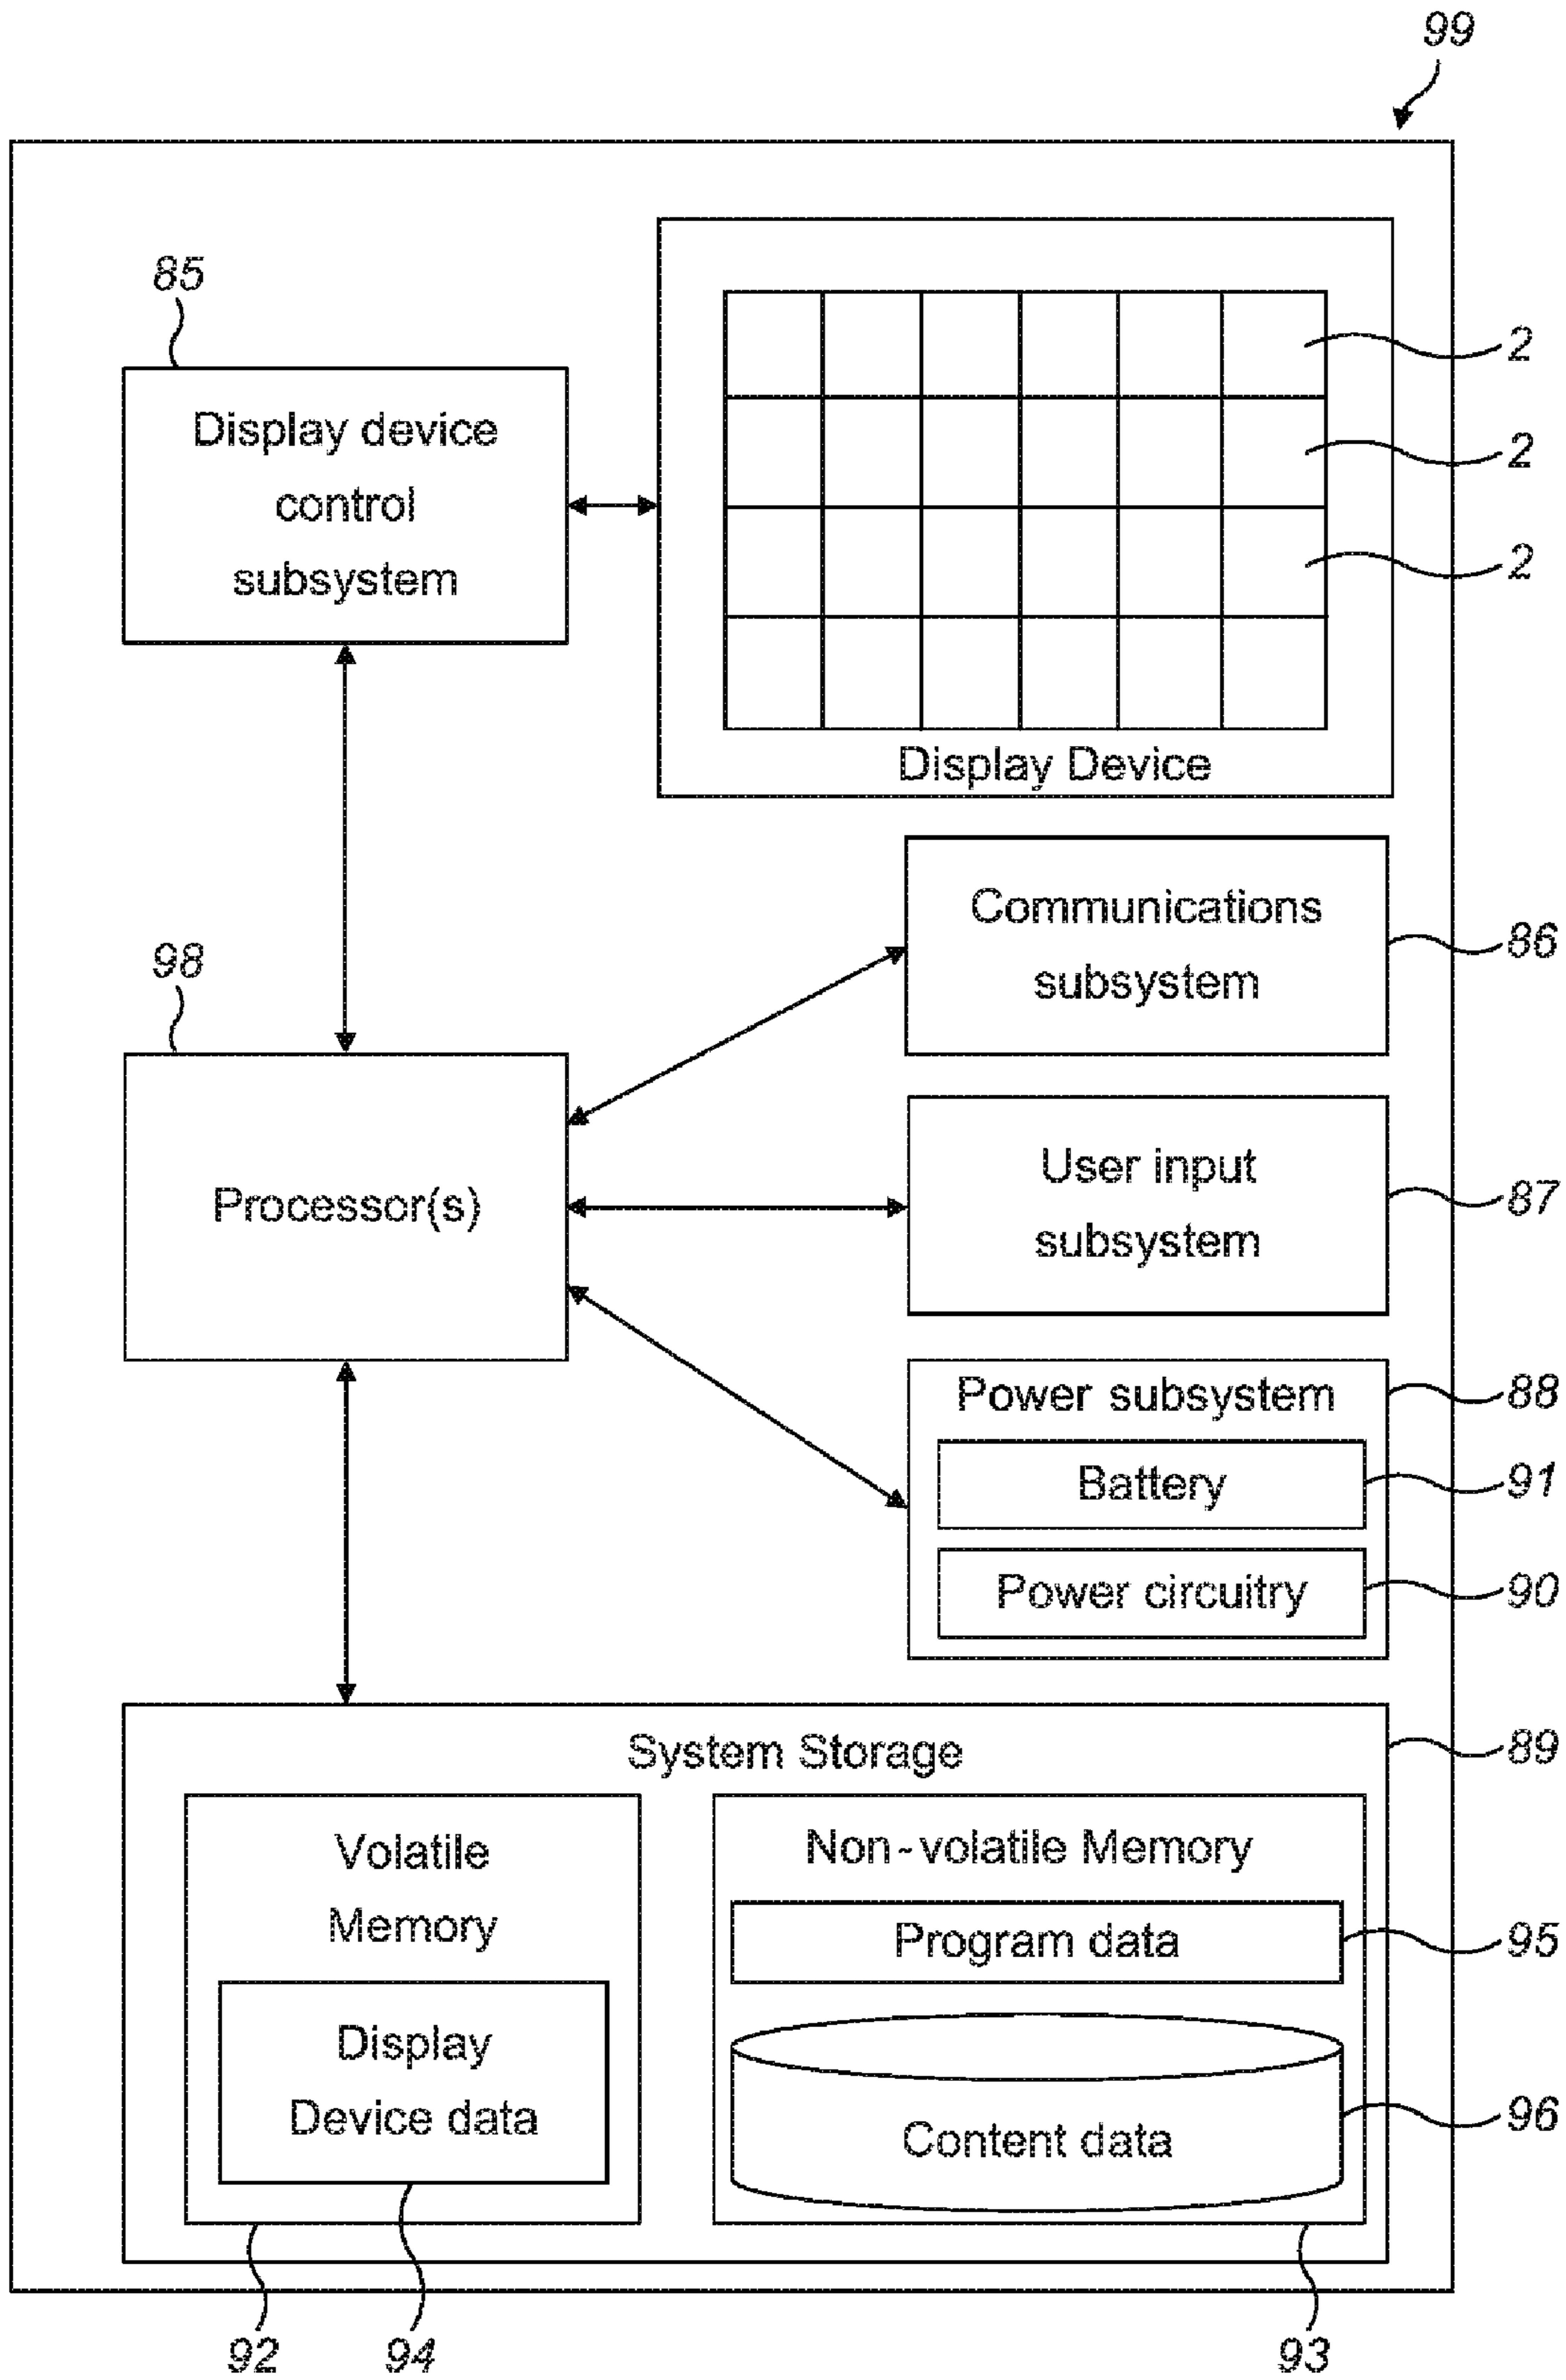 99
85
Display device
control
subsystem
2
2
2
Display Device
Communications
subsystem
86
98
Processor(s)
User input
subsystem
87
Power subsystem
88
Battery
91
Power circuitry
90
System Storage
89
Volatile
Memory
Non-volatile Memory
Program data
95
Display
Device data
Content data
96
92
94
93